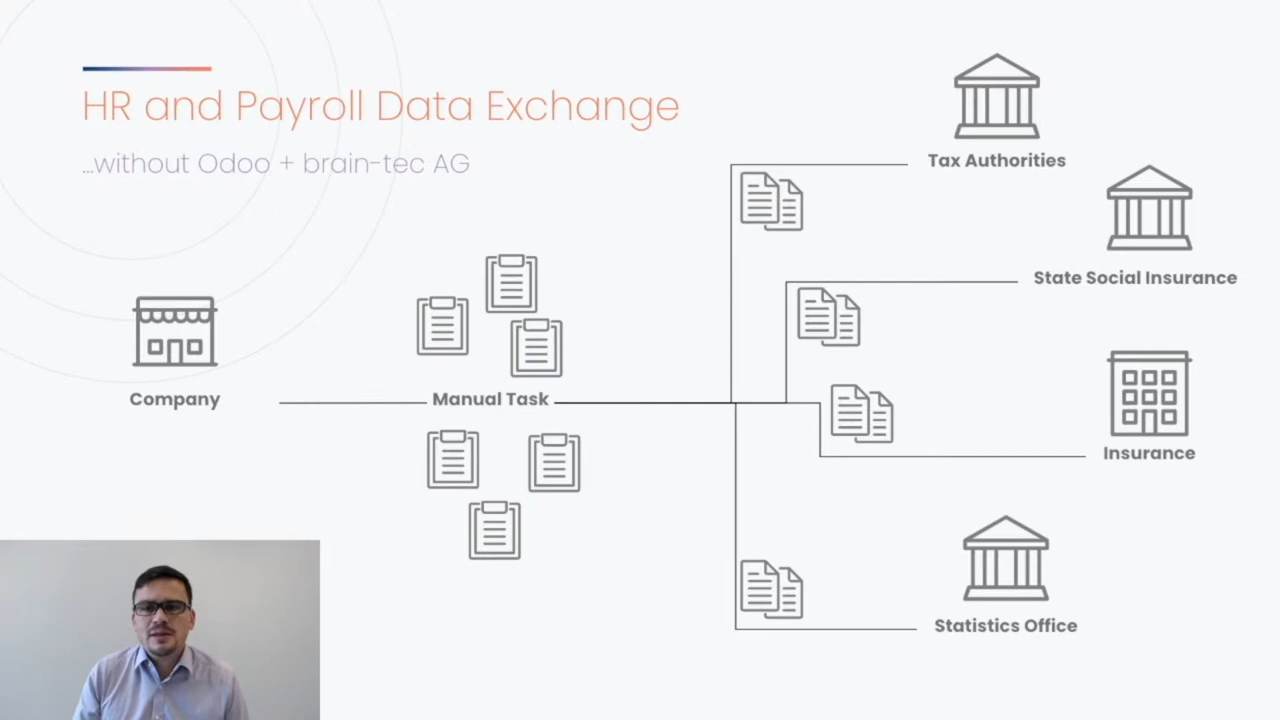 HR and Payroll Data Exchange
...without Odoo + brain-tec AG
Tax Authorities
State Social Insurance
Company
Manual Task
Insurance
Statistics Office